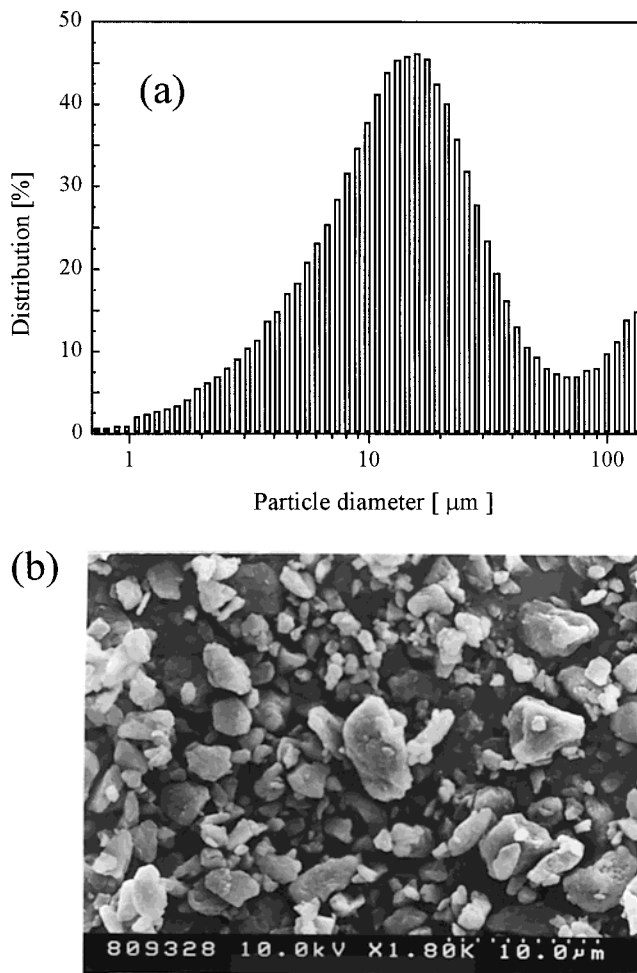 50
(a)
40
30
20
10
0
Distribution [%]
1
10
100
Particle diameter [ μm ]
(b)
809328 10.0kV X1.80K 10.0μm